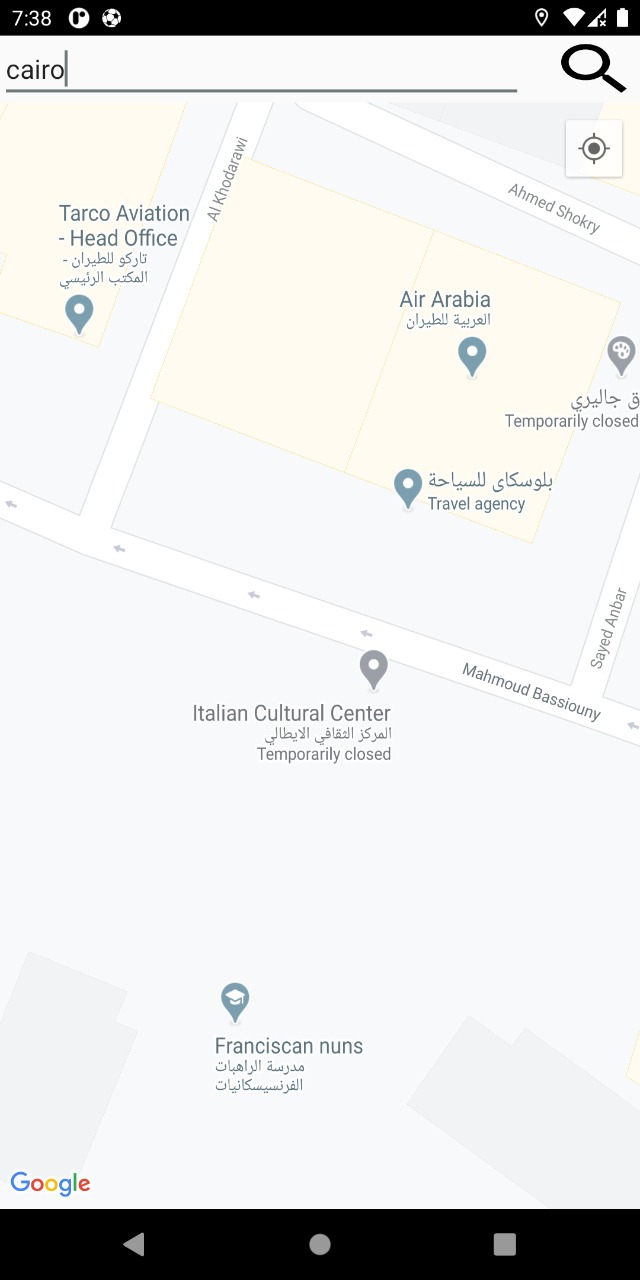 7:38
cairo
Al Khodarawi
Ahmed Shokry
Tarco Aviation
- Head Office
تاركو للطيران -
المكتب الرئيسي
Air Arabia
العربية للطيران
ق جاليري
Temporarily closed
بلوسكاى للسياحة
Travel agency
Sayed Anbar
Mahmoud Bassiouny
Italian Cultural Center
المركز الثقافي الايطالي
Temporarily closed
Franciscan nuns
مدرسة الراهبات
الفرنسيسكانيات
Google